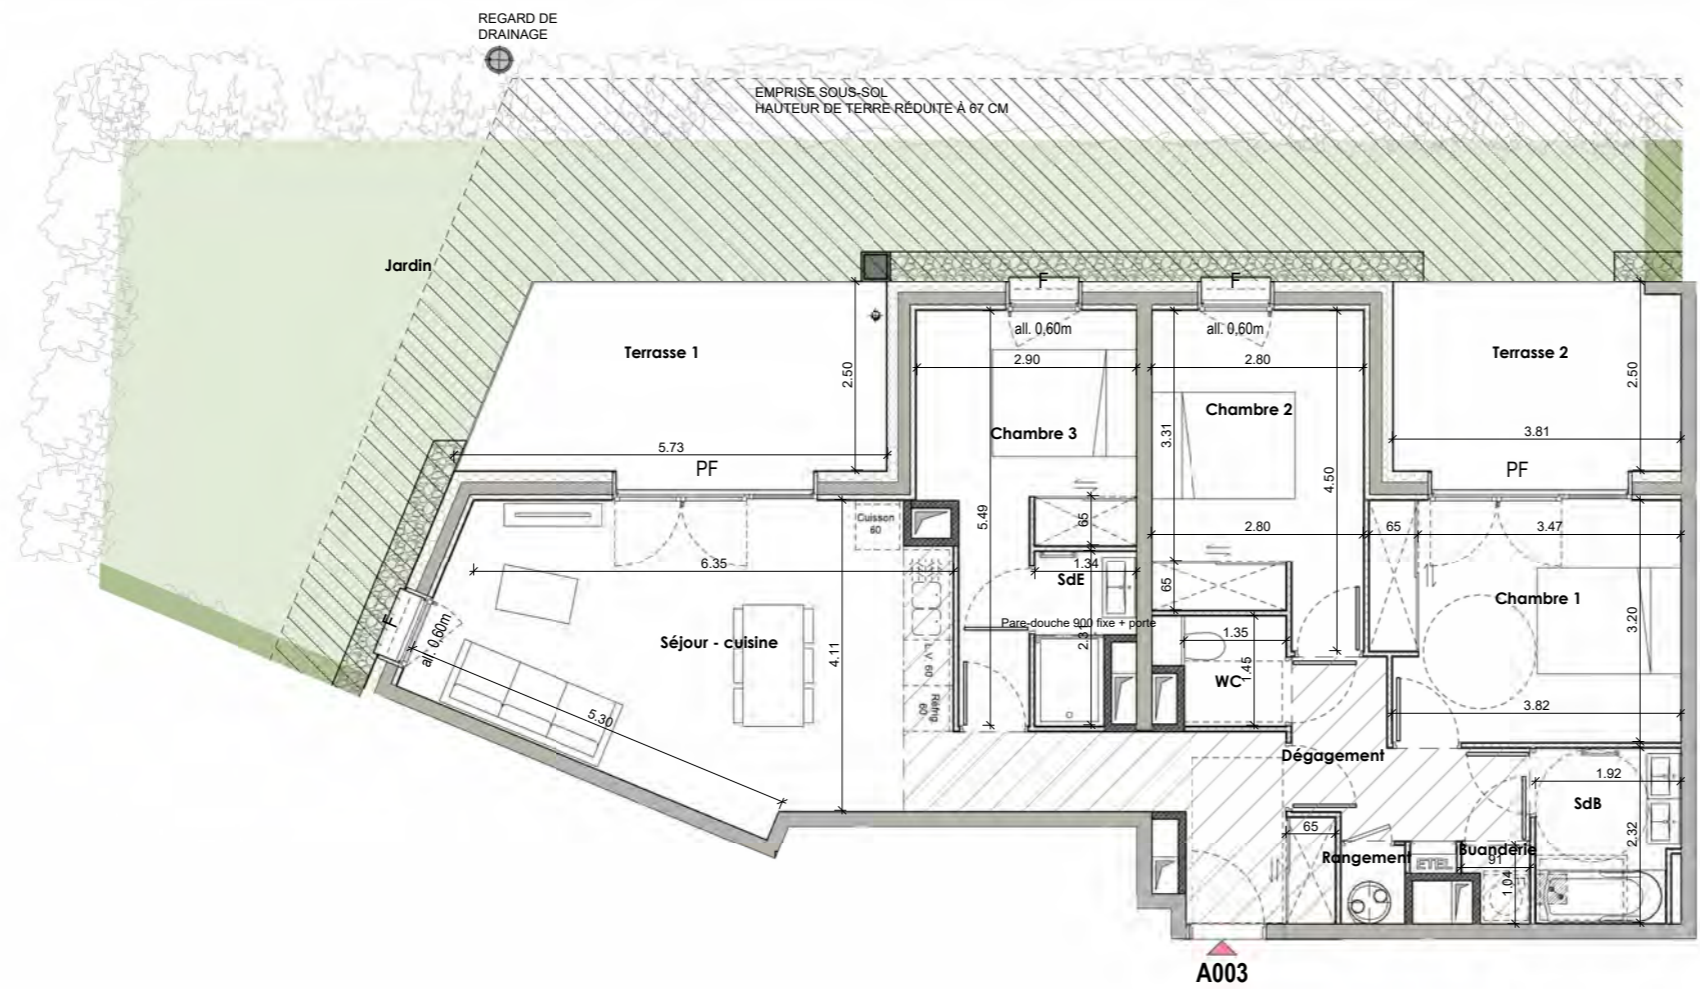 REGARD DE
DRAINAGE
EMPRISE SOUS-SOL
HAUTEUR DE TERRE RÉDUITE À 67 CM
Jardin
F
F
all. 0,60m
all. 0,60m
Terrasse 1
2.90
2.80
Terrasse 2
2.50
2.50
Chambre 2
Chambre 3
3.31
3.81
5.73
PF
PF
4.50
5.49
Cuisson
60
65
2.80
65
3.47
6.35
1.34
SdE
65
Chambre 1
3.20
F
all. 0,60m
Pare-douche 900 fixe + porte
2.31
1.35
Séjour - cuisine
4.11
L.V. 60
1.45
WC
Réfrig
60
5.30
3.82
Dégagement
1.92
SdB
2.32
65
Rangement
ETEL
Buanderie
91
1.04
A003